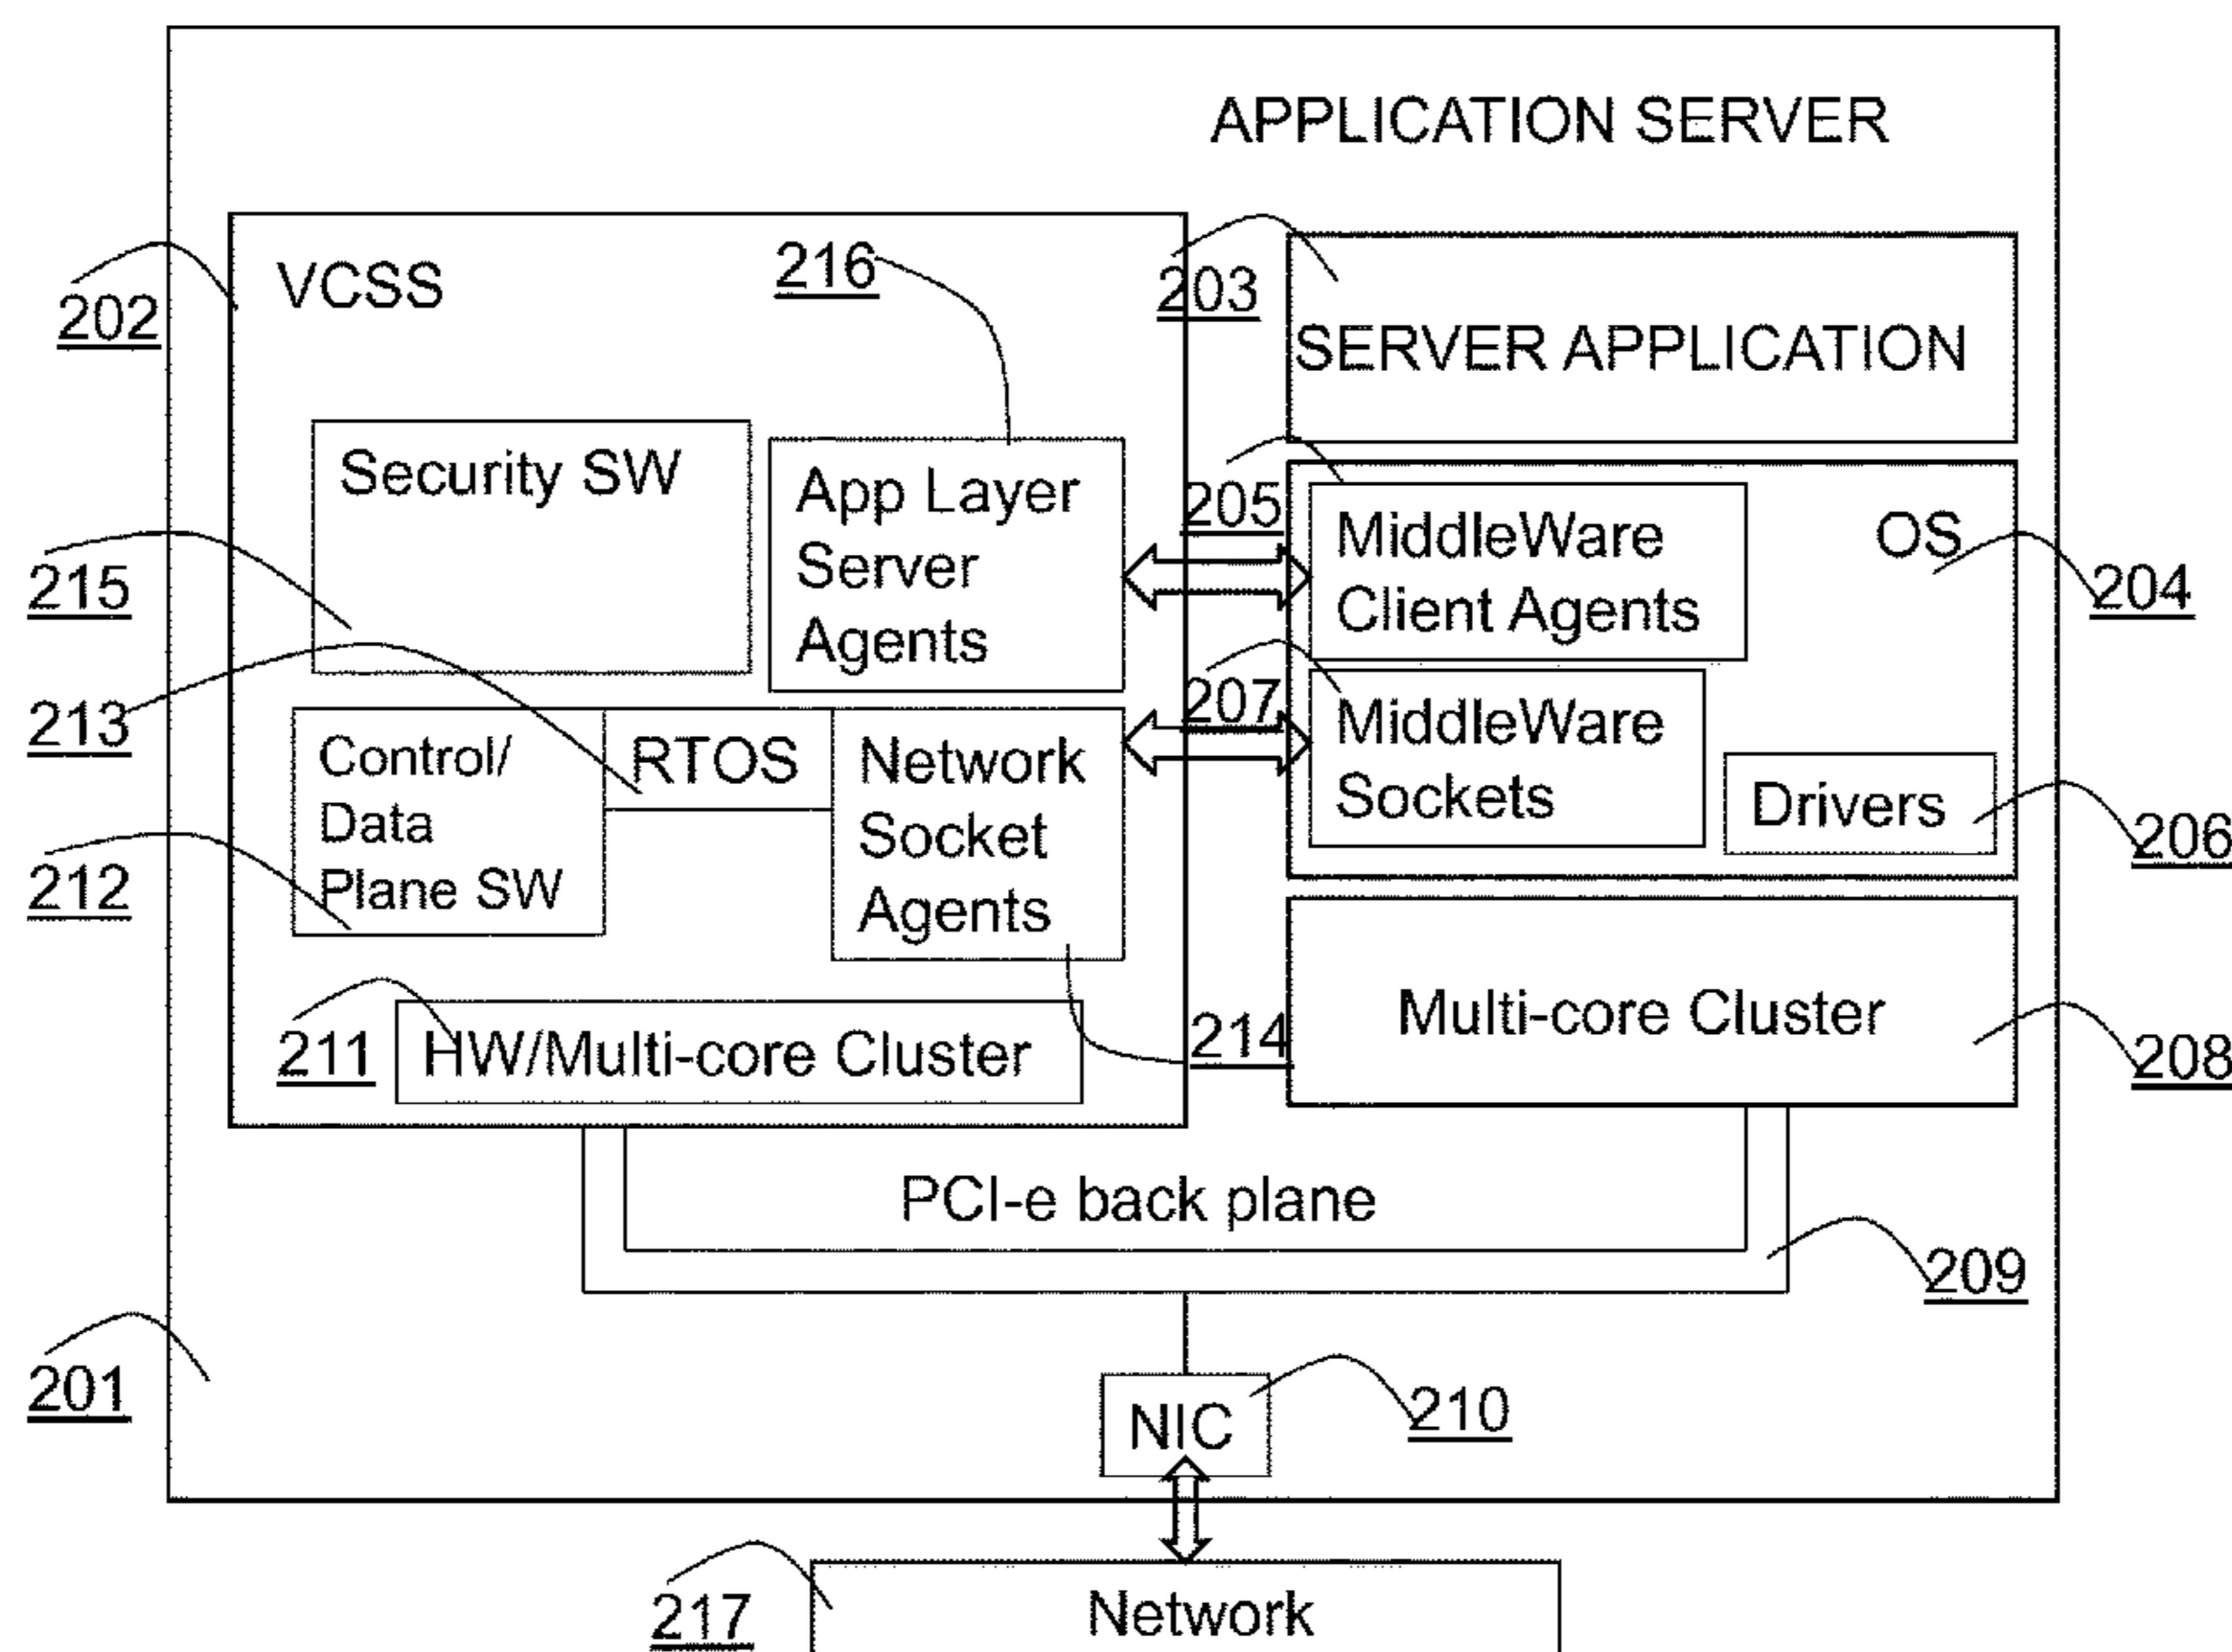 APPLICATION SERVER
202
VCSS
216
203
SERVER APPLICATION
Security SW
App Layer
Server
Agents
205
MiddleWare
Client Agents
OS
204
215
213
Control/
Data
Plane SW
RTOS
Network
Socket
Agents
207
MiddleWare
Sockets
Drivers
206
212
211
HW/Multi-core Cluster
214
Multi-core Cluster
208
PCI-e back plane
209
201
NIC
210
217
Network